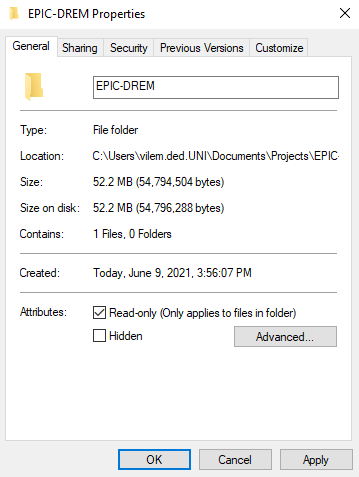 EPIC-DREM Properties
General Sharing Security Previous Versions Customize
EPIC-DREM
Type: File folder
Location: C:\Users\vilem.ded.UNI\Documents\Projects\EPIC-
Size: 52.2 MB (54,794,504 bytes)
Size on disk: 52.2 MB (54,796,288 bytes)
Contains: 1 Files, 0 Folders
Created: Today, June 9, 2021, 3:56:07 PM
Attributes: Read-only (Only applies to files in folder)
Hidden Advanced...
OK Cancel Apply